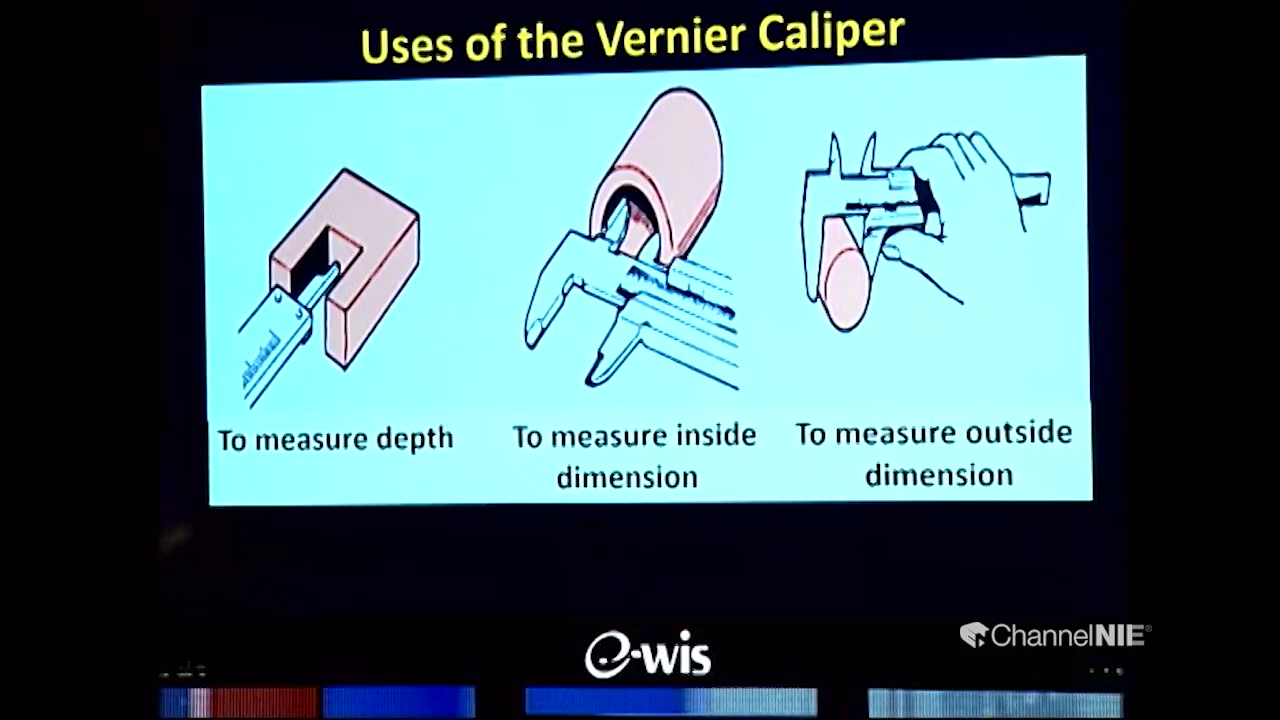 Uses of the Vernier Caliper
To measure depth
To measure inside
dimension
To measure outside
dimension
e-wis
ChannelNIE®